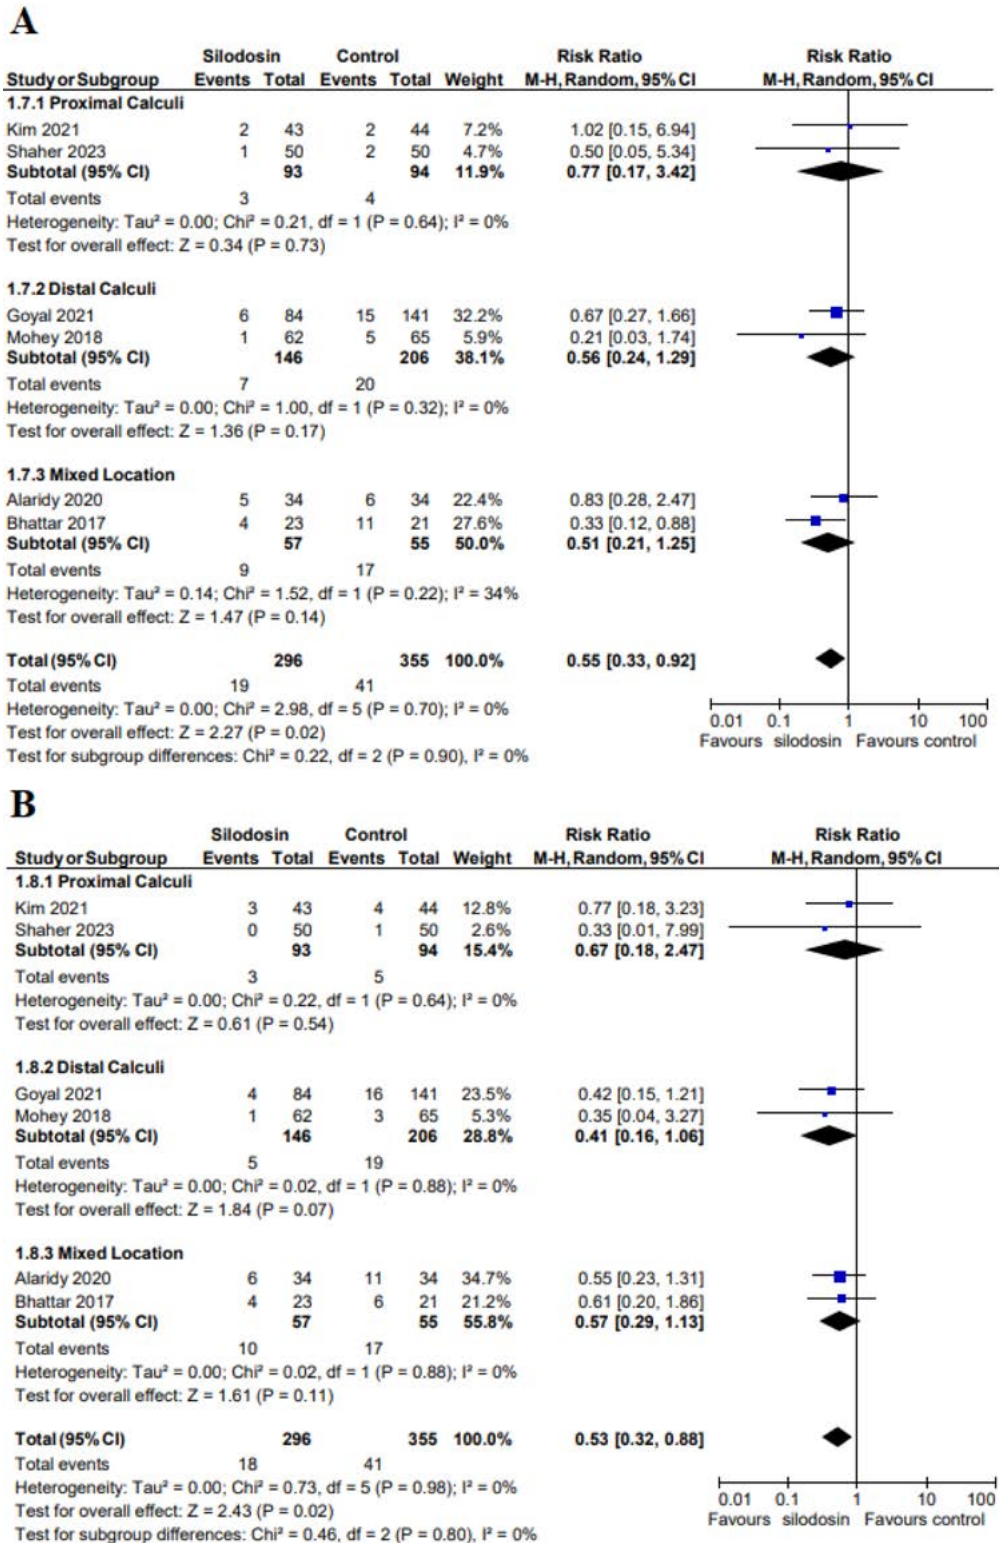 A
Silodosin Control Risk Ratio Risk Ratio
Study or Subgroup Events Total Events Total Weight M-H, Random, 95% CI M-H, Random, 95% CI
1.7.1 Proximal Calculi
Kim 2021 2 43 2 44 7.2% 1.02 [0.15, 6.94]
Shaher 2023 1 50 2 50 4.7% 0.50 [0.05, 5.34]
Subtotal (95% CI) 93 94 11.9% 0.77 [0.17, 3.42]
Total events 3 4
Heterogeneity: Tau² = 0.00; Chi² = 0.21, df = 1 (P = 0.64); I² = 0%
Test for overall effect: Z = 0.34 (P = 0.73)
1.7.2 Distal Calculi
Goyal 2021 6 84 15 141 32.2% 0.67 [0.27, 1.66]
Mohey 2018 1 62 5 65 5.9% 0.21 [0.03, 1.74]
Subtotal (95% CI) 146 206 38.1% 0.56 [0.24, 1.29]
Total events 7 20
Heterogeneity: Tau² = 0.00; Chi² = 1.00, df = 1 (P = 0.32); I² = 0%
Test for overall effect: Z = 1.36 (P = 0.17)
1.7.3 Mixed Location
Alaridy 2020 5 34 6 34 22.4% 0.83 [0.28, 2.47]
Bhattar 2017 4 23 11 21 27.6% 0.33 [0.12, 0.88]
Subtotal (95% CI) 57 55 50.0% 0.51 [0.21, 1.25]
Total events 9 17
Heterogeneity: Tau² = 0.14; Chi² = 1.52, df = 1 (P = 0.22); I² = 34%
Test for overall effect: Z = 1.47 (P = 0.14)
Total (95% CI) 296 355 100.0% 0.55 [0.33, 0.92]
Total events 19 41
Heterogeneity: Tau² = 0.00; Chi² = 2.98, df = 5 (P = 0.70); I² = 0%
Test for overall effect: Z = 2.27 (P = 0.02)
Test for subgroup differences: Chi² = 0.22, df = 2 (P = 0.90), I² = 0%
0.01 0.1 1 10 100
Favours silodosin Favours control
B
Silodosin Control Risk Ratio Risk Ratio
Study or Subgroup Events Total Events Total Weight M-H, Random, 95% CI M-H, Random, 95% CI
1.8.1 Proximal Calculi
Kim 2021 3 43 4 44 12.8% 0.77 [0.18, 3.23]
Shaher 2023 0 50 1 50 2.6% 0.33 [0.01, 7.99]
Subtotal (95% CI) 93 94 15.4% 0.67 [0.18, 2.47]
Total events 3 5
Heterogeneity: Tau² = 0.00; Chi² = 0.22, df = 1 (P = 0.64); I² = 0%
Test for overall effect: Z = 0.61 (P = 0.54)
1.8.2 Distal Calculi
Goyal 2021 4 84 16 141 23.5% 0.42 [0.15, 1.21]
Mohey 2018 1 62 3 65 5.3% 0.35 [0.04, 3.27]
Subtotal (95% CI) 146 206 28.8% 0.41 [0.16, 1.06]
Total events 5 19
Heterogeneity: Tau² = 0.00; Chi² = 0.02, df = 1 (P = 0.88); I² = 0%
Test for overall effect: Z = 1.84 (P = 0.07)
1.8.3 Mixed Location
Alaridy 2020 6 34 11 34 34.7% 0.55 [0.23, 1.31]
Bhattar 2017 4 23 6 21 21.2% 0.61 [0.20, 1.86]
Subtotal (95% CI) 57 55 55.8% 0.57 [0.29, 1.13]
Total events 10 17
Heterogeneity: Tau² = 0.00; Chi² = 0.02, df = 1 (P = 0.88); I² = 0%
Test for overall effect: Z = 1.61 (P = 0.11)
Total (95% CI) 296 355 100.0% 0.53 [0.32, 0.88]
Total events 18 41
Heterogeneity: Tau² = 0.00; Chi² = 0.73, df = 5 (P = 0.98); I² = 0%
Test for overall effect: Z = 2.43 (P = 0.02)
Test for subgroup differences: Chi² = 0.46, df = 2 (P = 0.80), I² = 0%
0.01 0.1 1 10 100
Favours silodosin Favours control